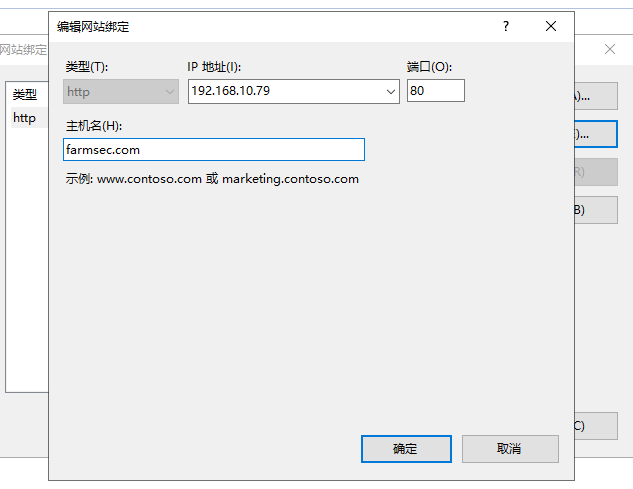 网站绑定
编辑网站绑定
?
类型
http
类型(T):
IP 地址(I):
端口(O):
http
192.168.10.79
80
主机名(H):
farmsec.com
示例: www.contoso.com 或 marketing.contoso.com
A)...
)...
R)
B)
C)
确定
取消